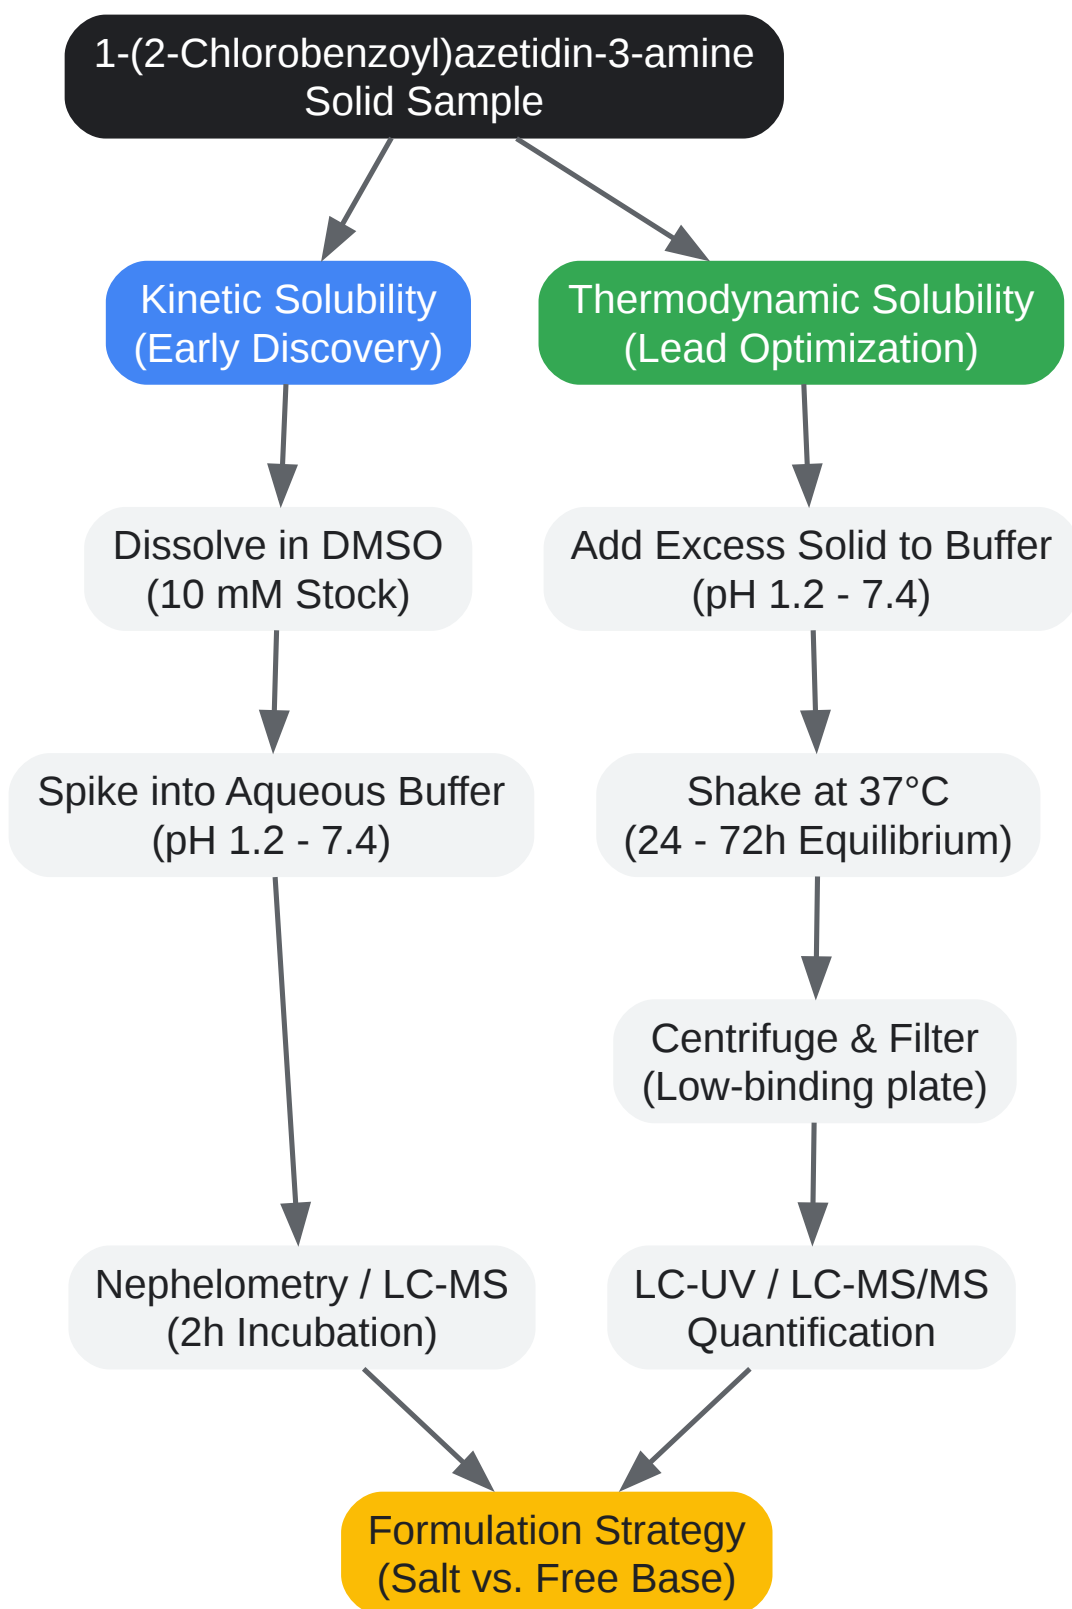 1-(2-Chlorobenzoyl)azetidin-3-amine
Solid Sample
Kinetic Solubility
(Early Discovery)
Thermodynamic Solubility
(Lead Optimization)
Dissolve in DMSO
(10 mM Stock)
Add Excess Solid to Buffer
(pH 1.2 - 7.4)
Spike into Aqueous Buffer
(pH 1.2 - 7.4)
Shake at 37°C
(24 - 72h Equilibrium)
Centrifuge & Filter
(Low-binding plate)
Nephelometry / LC-MS
(2h Incubation)
LC-UV / LC-MS/MS
Quantification
Formulation Strategy
(Salt vs. Free Base)